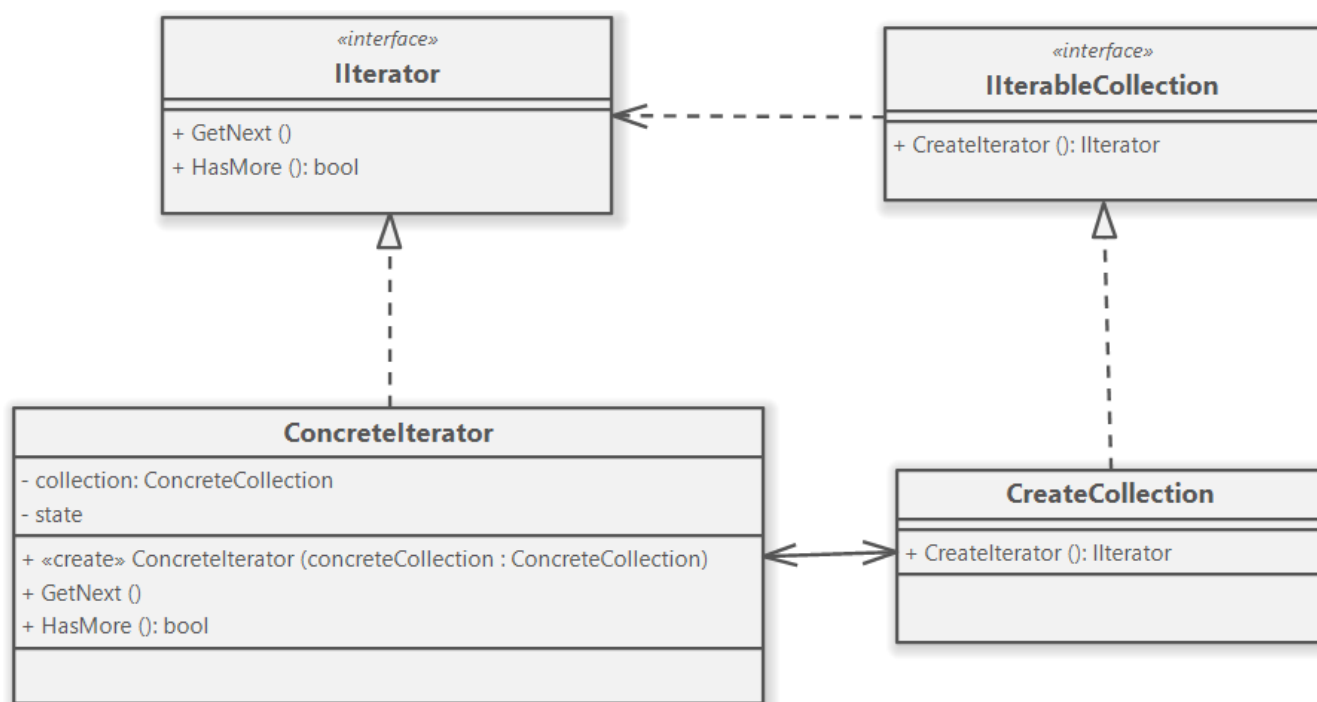 «interface»
IIterator
+ GetNext ()
+ HasMore (): bool
«interface»
IIterableCollection
+ CreateIterator (): IIterator
ConcreteIterator
- collection: ConcreteCollection
- state
+ «create» ConcreteIterator (concreteCollection : ConcreteCollection)
+ GetNext ()
+ HasMore (): bool
CreateCollection
+ CreateIterator (): IIterator